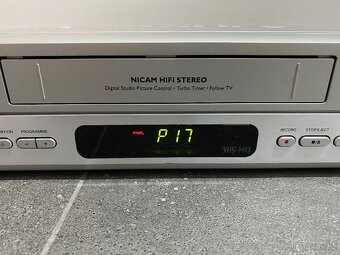 NICAM HIFI STEREO
Digital Studio Picture Control • Turbo Timer • Follow TV
PROGRAMME
P17
RECORD
STOP/EJECT
VHS HQ